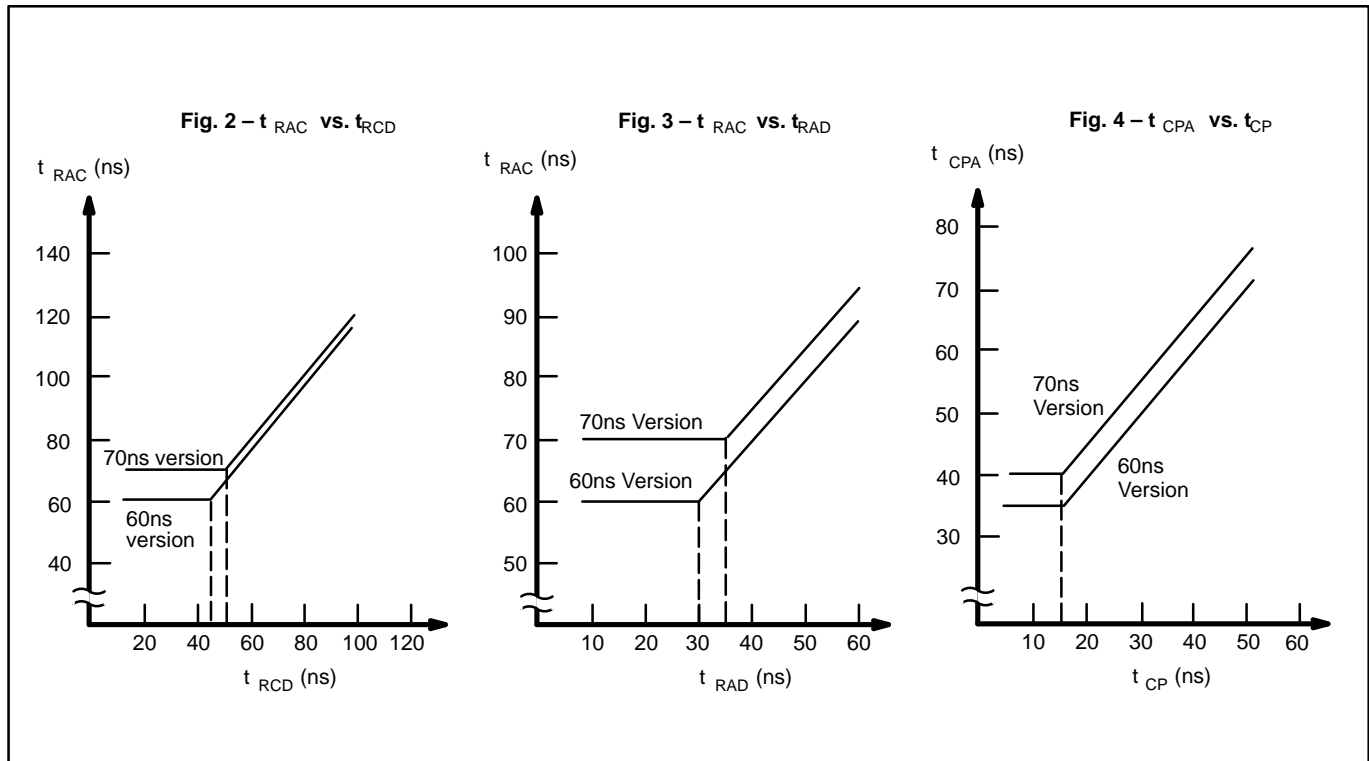 Fig. 2 – t RAC vs. tRCD
t RAC (ns)
140
120
100
80
60
40
70ns version
60ns
version
20 40 60 80 100 120
t RCD (ns)
Fig. 3 – t RAC vs. tRAD
t RAC (ns)
100
90
80
70
60
50
70ns Version
60ns Version
10 20 30 40 50 60
t RAD (ns)
Fig. 4 – t CPA vs. tCP
t CPA (ns)
80
70
60
50
40
30
70ns
Version
60ns
Version
10 20 30 40 50 60
t CP (ns)